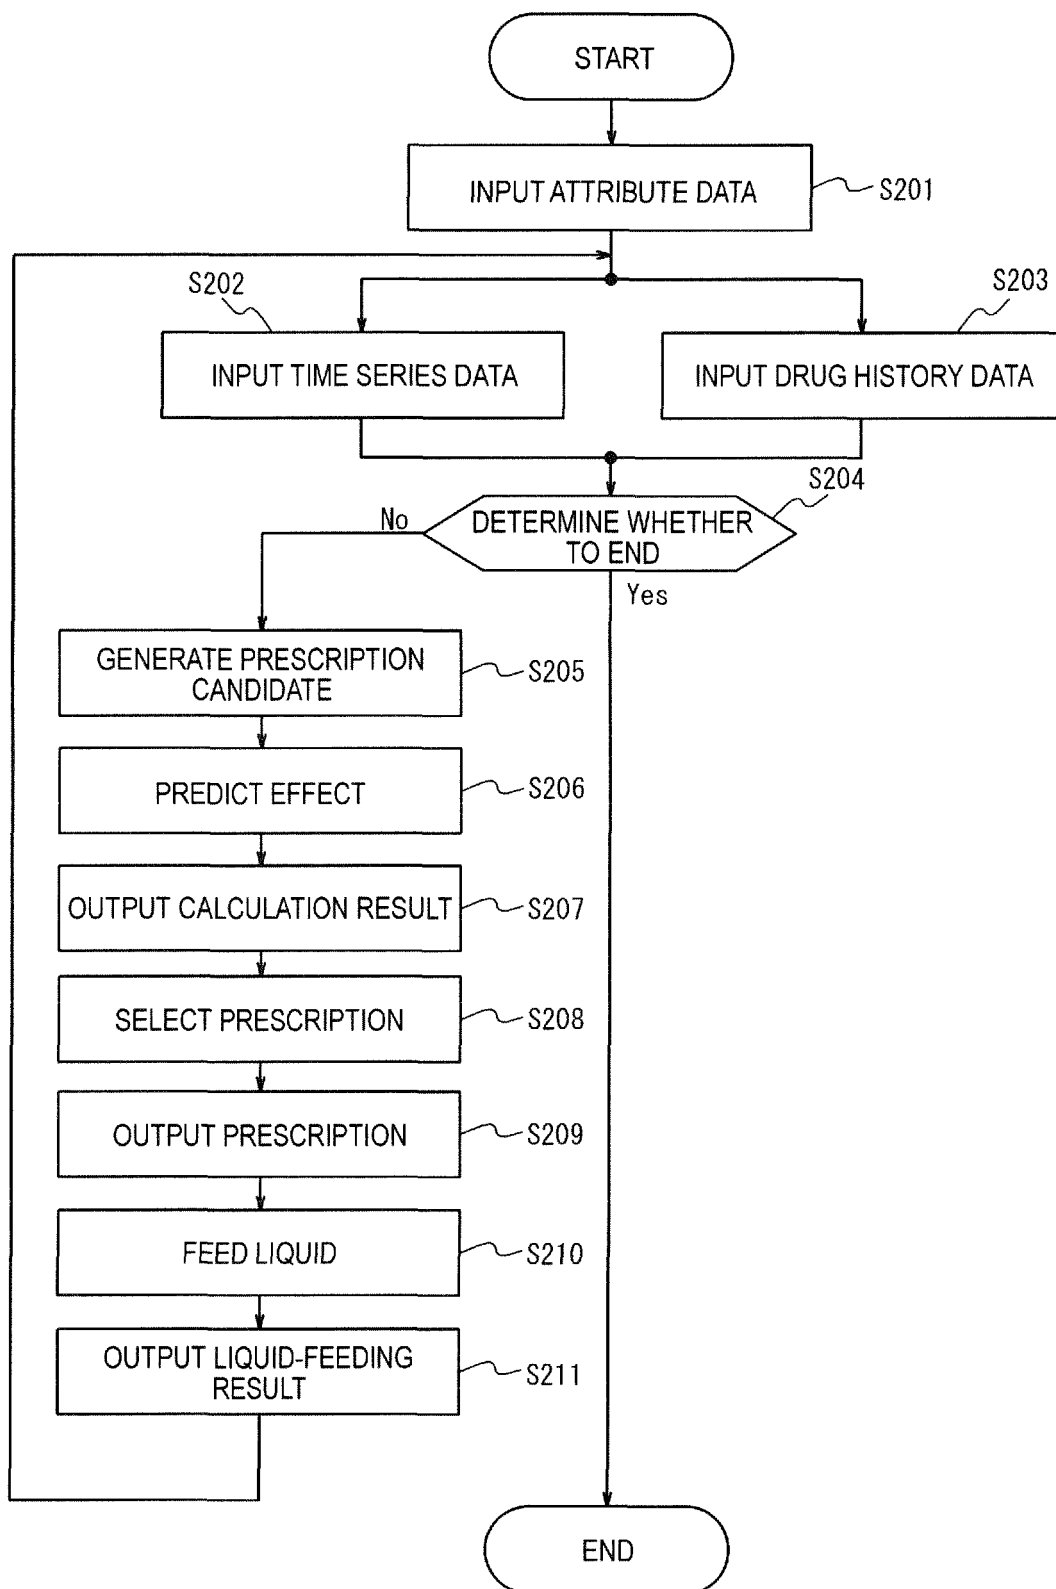 START
INPUT ATTRIBUTE DATA
S201
S202
S203
INPUT TIME SERIES DATA
INPUT DRUG HISTORY DATA
S204
No
DETERMINE WHETHER
TO END
Yes
GENERATE PRESCRIPTION
CANDIDATE
S205
PREDICT EFFECT
S206
OUTPUT CALCULATION RESULT
S207
SELECT PRESCRIPTION
S208
OUTPUT PRESCRIPTION
S209
FEED LIQUID
S210
OUTPUT LIQUID-FEEDING
RESULT
S211
END